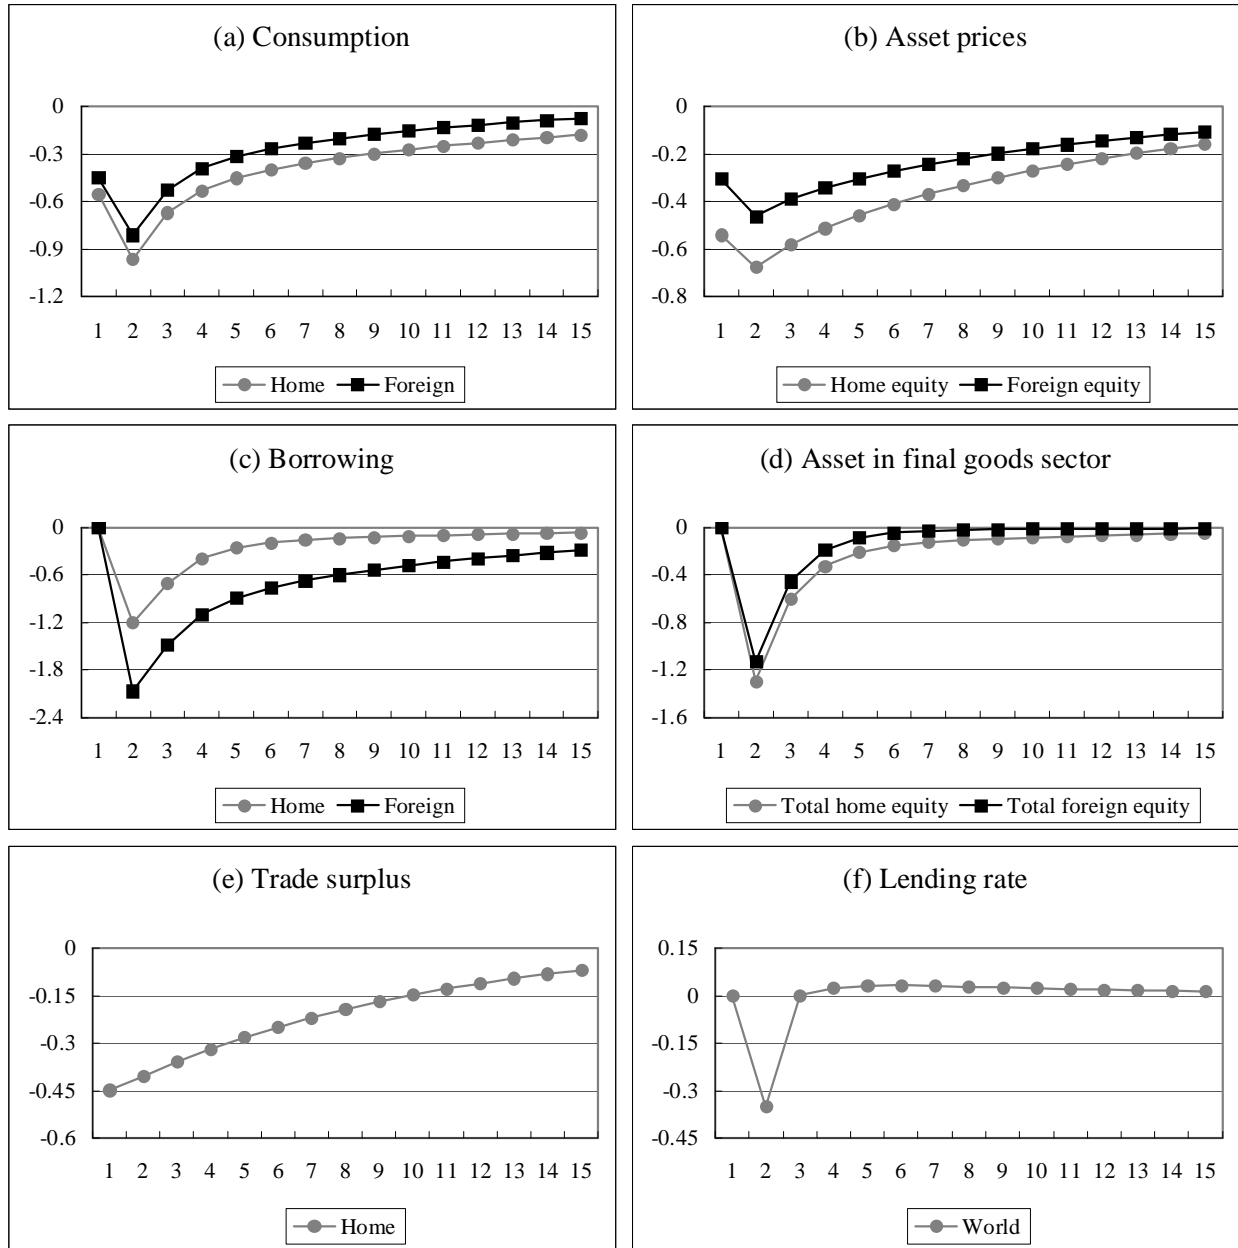 (a) Consumption
0
-0.3
-0.6
-0.9
-1.2
1 2 3 4 5 6 7 8 9 10 11 12 13 14 15
Home Foreign
(b) Asset prices
0
-0.2
-0.4
-0.6
-0.8
1 2 3 4 5 6 7 8 9 10 11 12 13 14 15
Home equity Foreign equity
(c) Borrowing
0
-0.6
-1.2
-1.8
-2.4
1 2 3 4 5 6 7 8 9 10 11 12 13 14 15
Home Foreign
(d) Asset in final goods sector
0
-0.4
-0.8
-1.2
-1.6
1 2 3 4 5 6 7 8 9 10 11 12 13 14 15
Total home equity Total foreign equity
(e) Trade surplus
0
-0.15
-0.3
-0.45
-0.6
1 2 3 4 5 6 7 8 9 10 11 12 13 14 15
Home
(f) Lending rate
0.15
0
-0.15
-0.3
-0.45
1 2 3 4 5 6 7 8 9 10 11 12 13 14 15
World